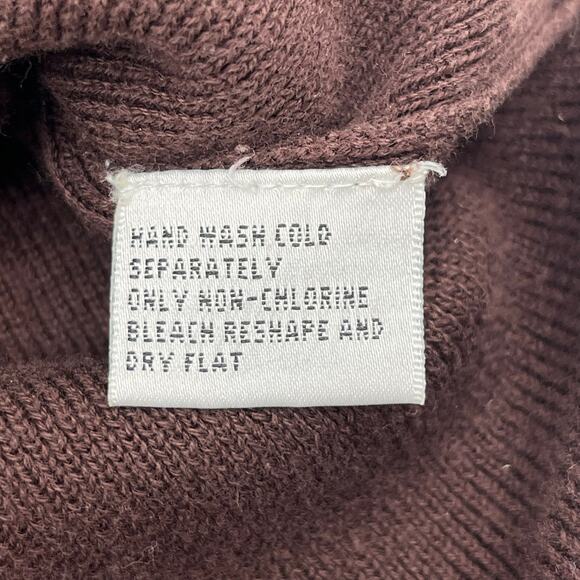 HAND WASH COLD
SEPARATELY
ONLY NON-CHLORINE
BLEACH RESHAPE AND
DRY FLAT